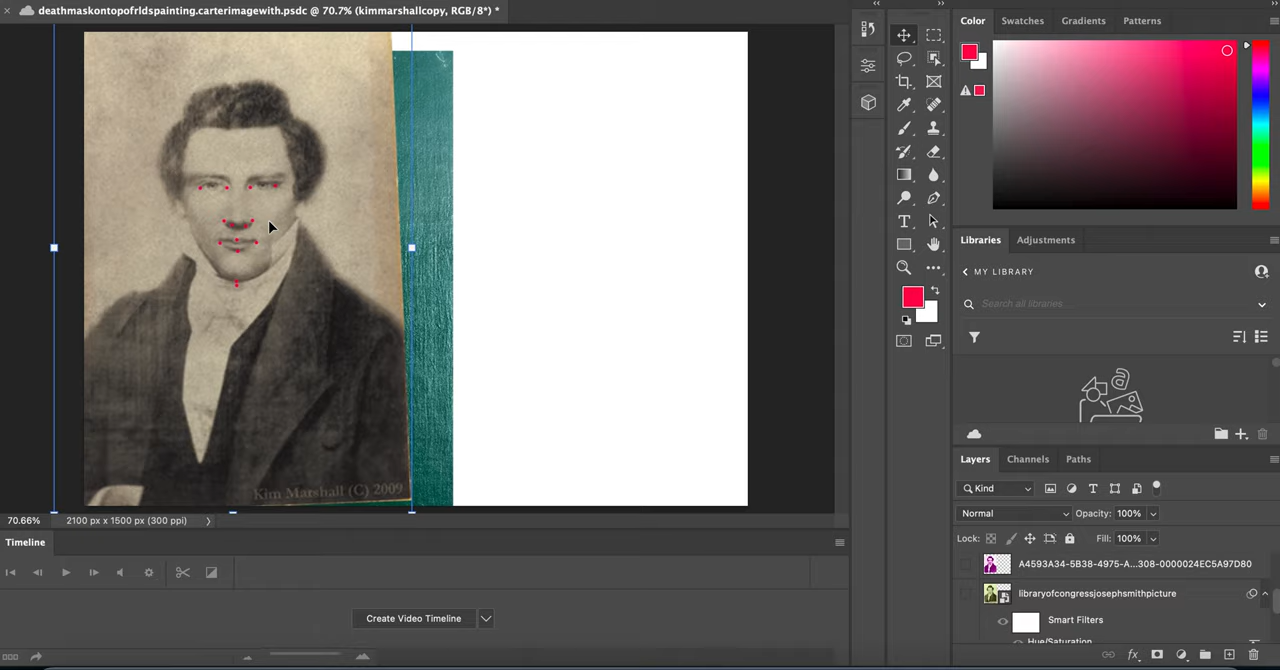 deathmaskontopofrldspainting.carterimagewith.psdc @ 70.7% (kimmarshallcopy, RGB/8*) *
Color
Swatches
Gradients
Patterns
Libraries
Adjustments
MY LIBRARY
Search all libraries...
Kim Marshall (C) 2009
Layers
Channels
Paths
Kind
Normal
Opacity: 100%
Lock:
Fill: 100%
A4593A34-5B38-4975-A...308-0000024EC5A97D80
libraryofcongressjosephsmithpicture
Smart Filters
Hue/Saturation
70.66%
2100 px x 1500 px (300 ppi)
Timeline
Create Video Timeline